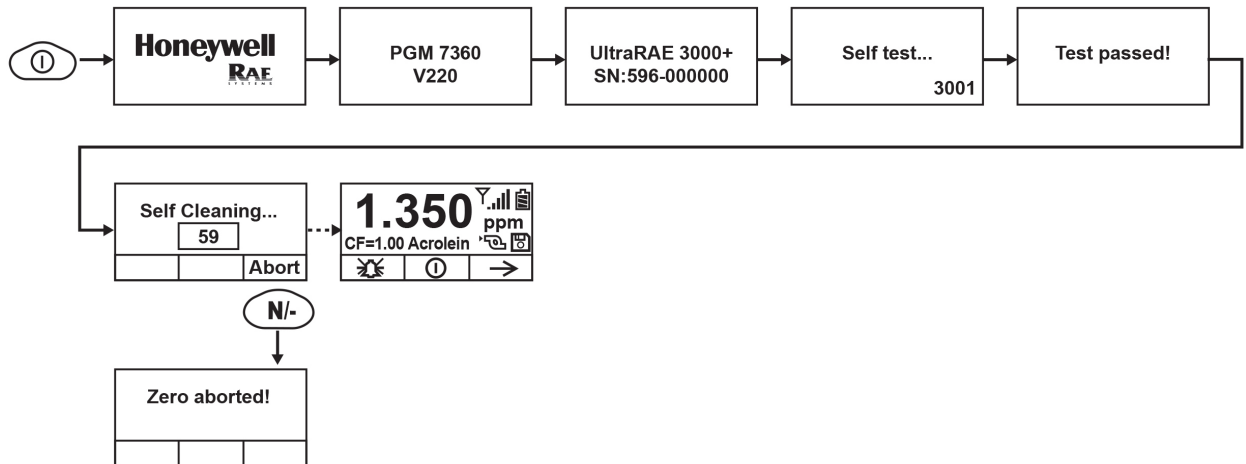 Honeywell
RAE
SYSTEMS
PGM 7360
V220
UltraRAE 3000+
SN:596-000000
Self test...
3001
Test passed!
Self Cleaning...
59
Abort
1.350
ppm
CF=1.00 Acrolein
N/-
Zero aborted!